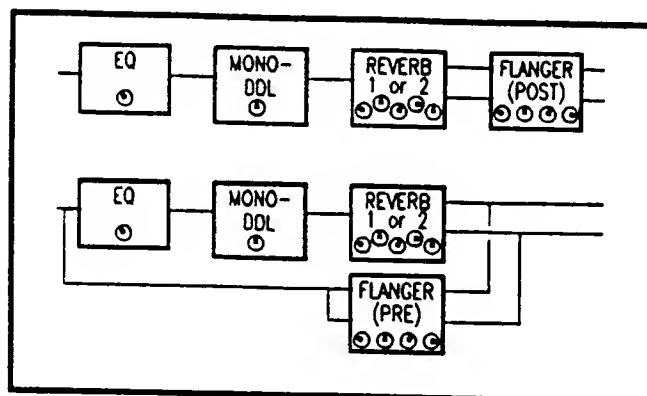 EQ
MONO-
DDL
REVERB
1 or 2
FLANGER
(POST)
EQ
MONO-
DDL
REVERB
1 or 2
FLANGER
(PRE)